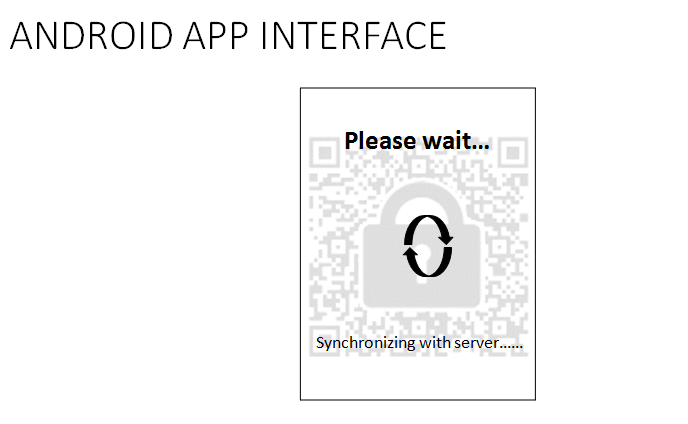 ANDROID APP INTERFACE
Please wait...
Synchronizing with server......